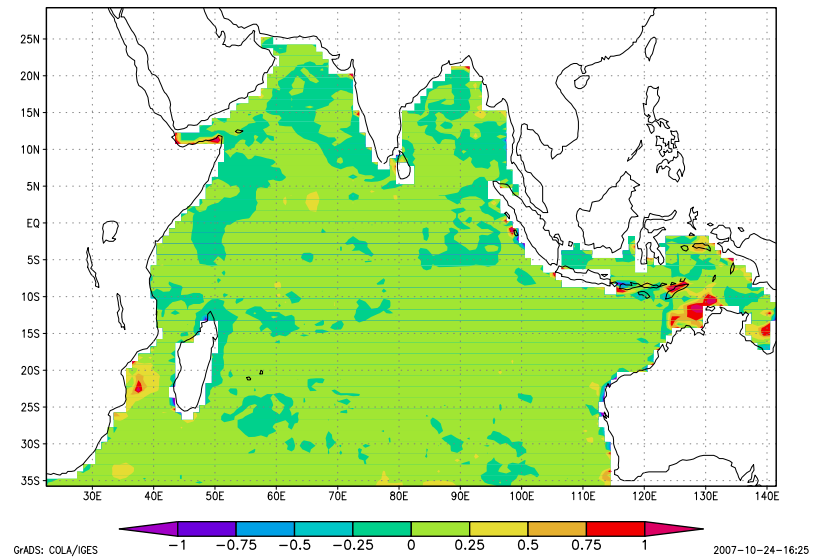 25N
20N
15N
10N
5N
EQ
5S
10S
15S
20S
25S
30S
35S
30E 40E 50E 60E 70E 80E 90E 100E 110E 120E 130E 140E
-1 -0.75 -0.5 -0.25 0 0.25 0.5 0.75 1
GrADS: COLA/IGES 2007-10-24-16:25